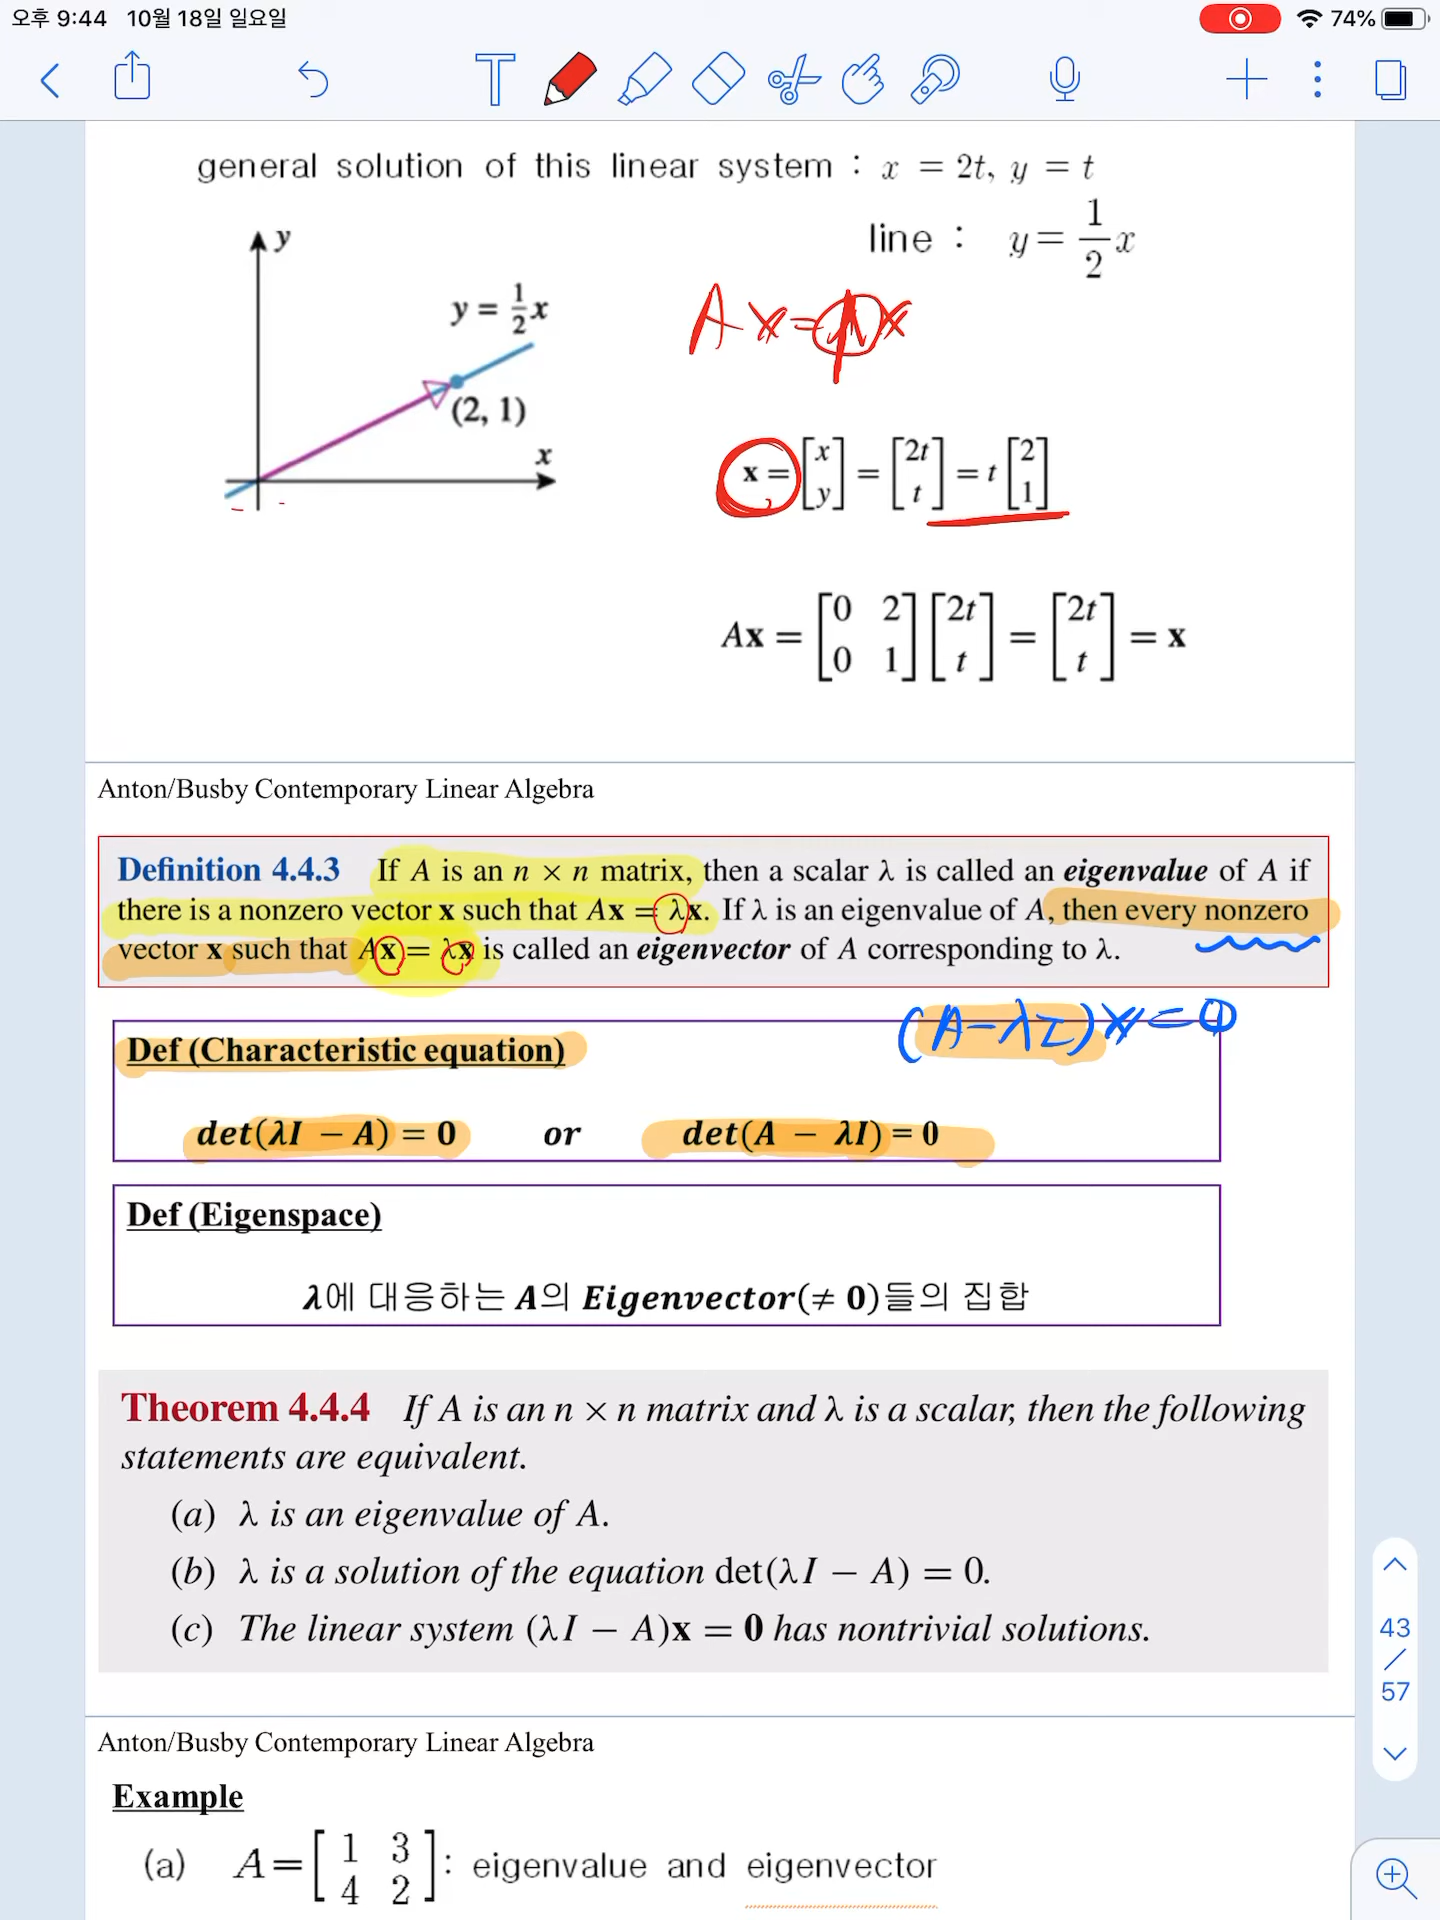 오후 9:44 10월 18일 일요일 74%
T
general solution of this linear system : x = 2t, y = t
line : y = 1/2 x
y
y = 1/2 x
(2, 1)
x
Ax = λx
x = [x y] = [2t t] = t [2 1]
Ax = [0 2 0 1] [2t t] = [2t t] = x
Anton/Busby Contemporary Linear Algebra
Definition 4.4.3 If A is an n × n matrix, then a scalar λ is called an eigenvalue of A if
there is a nonzero vector x such that Ax = λx. If λ is an eigenvalue of A, then every nonzero
vector x such that Ax = λx is called an eigenvector of A corresponding to λ.
(A-λI)x=0
Def (Characteristic equation)
det(λI − A) = 0 or det(A − λI) = 0
Def (Eigenspace)
λ에 대응하는 A의 Eigenvector(≠ 0)들의 집합
Theorem 4.4.4 If A is an n × n matrix and λ is a scalar, then the following
statements are equivalent.
(a) λ is an eigenvalue of A.
(b) λ is a solution of the equation det(λI − A) = 0.
(c) The linear system (λI − A)x = 0 has nontrivial solutions.
43
/
57
Anton/Busby Contemporary Linear Algebra
Example
(a) A = [1 3 4 2] : eigenvalue and eigenvector